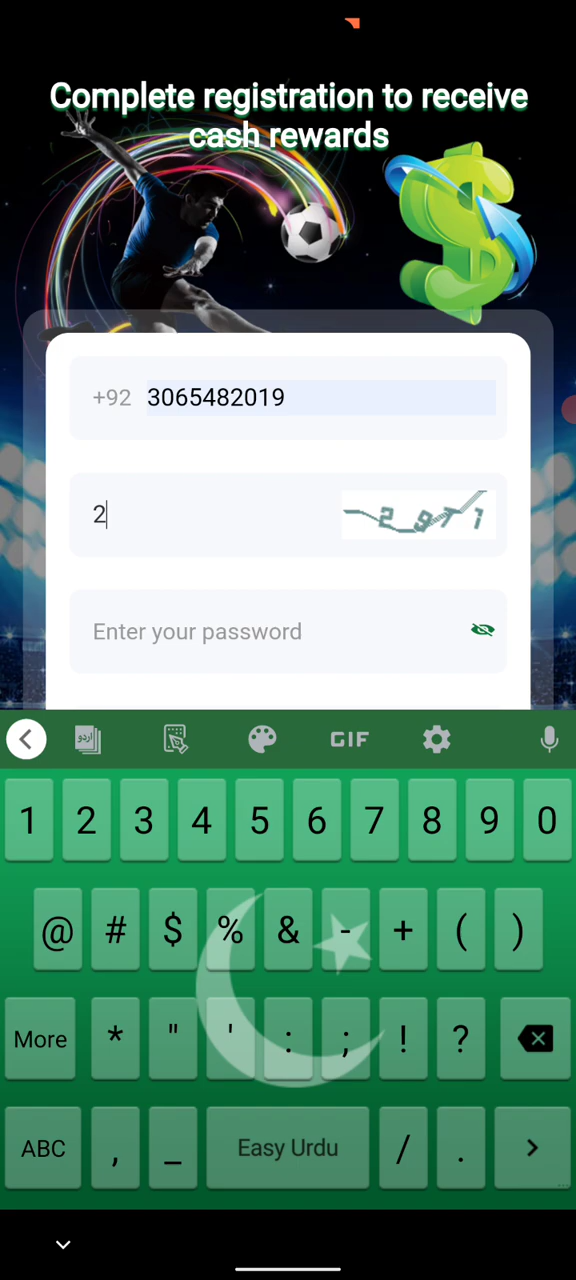 Complete registration to receive
cash rewards
+92 3065482019
2
Enter your password
اردو
GIF
1 2 3 4 5 6 7 8 9 0
@ # $ % & - + ( )
More * " ' : ; ! ?
ABC , _ Easy Urdu / . >